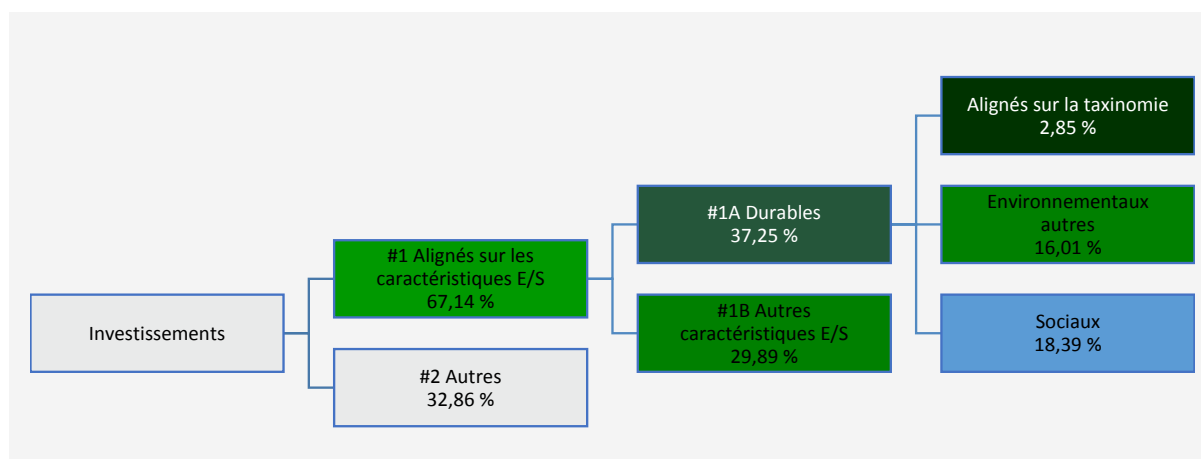 Investissements
#1 Alignés sur les
caractéristiques E/S
67,14 %
#2 Autres
32,86 %
#1A Durables
37,25 %
#1B Autres
caractéristiques E/S
29,89 %
Alignés sur la taxinomie
2,85 %
Environnementaux
autres
16,01 %
Sociaux
18,39 %